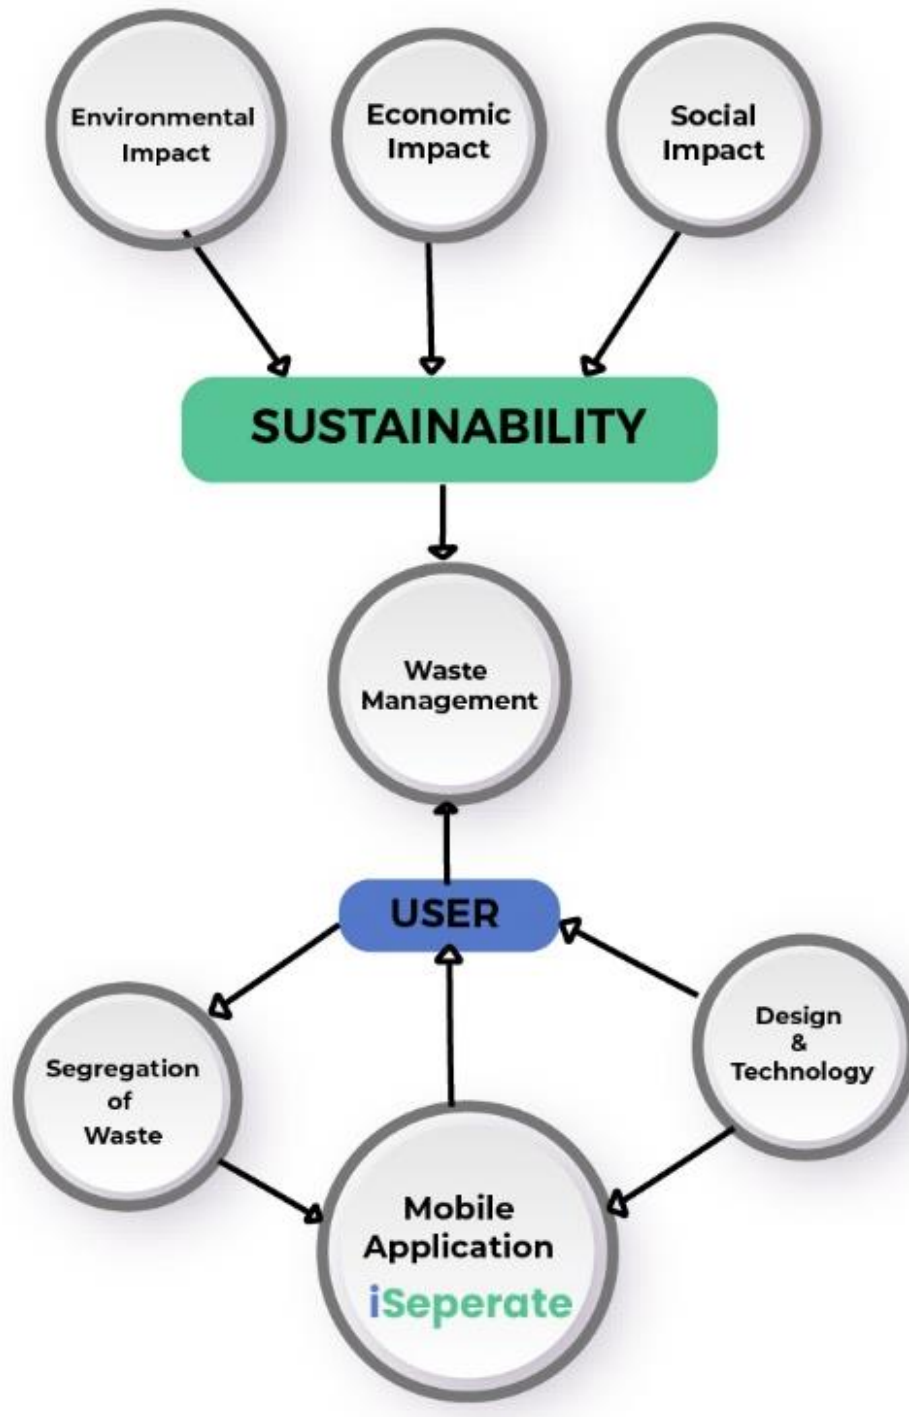 Environmental
Impact
Economic
Impact
Social
Impact
SUSTAINABILITY
Waste
Management
USER
Segregation
of
Waste
Design
&
Technology
Mobile
Application
iSeperate